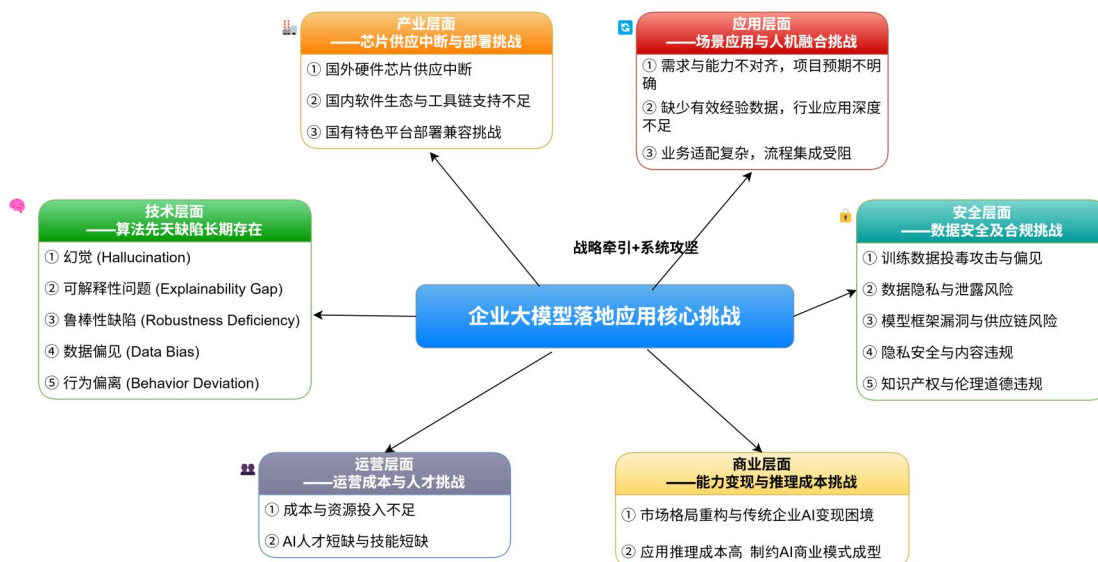 产业层面
——芯片供应中断与部署挑战
① 国外硬件芯片供应中断
② 国内软件生态与工具链支持不足
③ 国有特色平台部署兼容挑战
应用层面
——场景应用与人机融合挑战
① 需求与能力不对齐，项目预期不明
确
② 缺少有效经验数据，行业应用深度
不足
③ 业务适配复杂，流程集成受阻
技术层面
——算法先天缺陷长期存在
① 幻觉 (Hallucination)
② 可解释性问题 (Explainability Gap)
③ 鲁棒性缺陷 (Robustness Deficiency)
④ 数据偏见 (Data Bias)
⑤ 行为偏离 (Behavior Deviation)
战略牵引+系统攻坚
企业大模型落地应用核心挑战
安全层面
——数据安全及合规挑战
① 训练数据投毒攻击与偏见
② 数据隐私与泄露风险
③ 模型框架漏洞与供应链风险
④ 隐私安全与内容违规
⑤ 知识产权与伦理道德违规
运营层面
——运营成本与人才挑战
① 成本与资源投入不足
② AI人才短缺与技能短缺
商业层面
——能力变现与推理成本挑战
① 市场格局重构与传统企业AI变现困境
② 应用推理成本高 制约AI商业模式成型